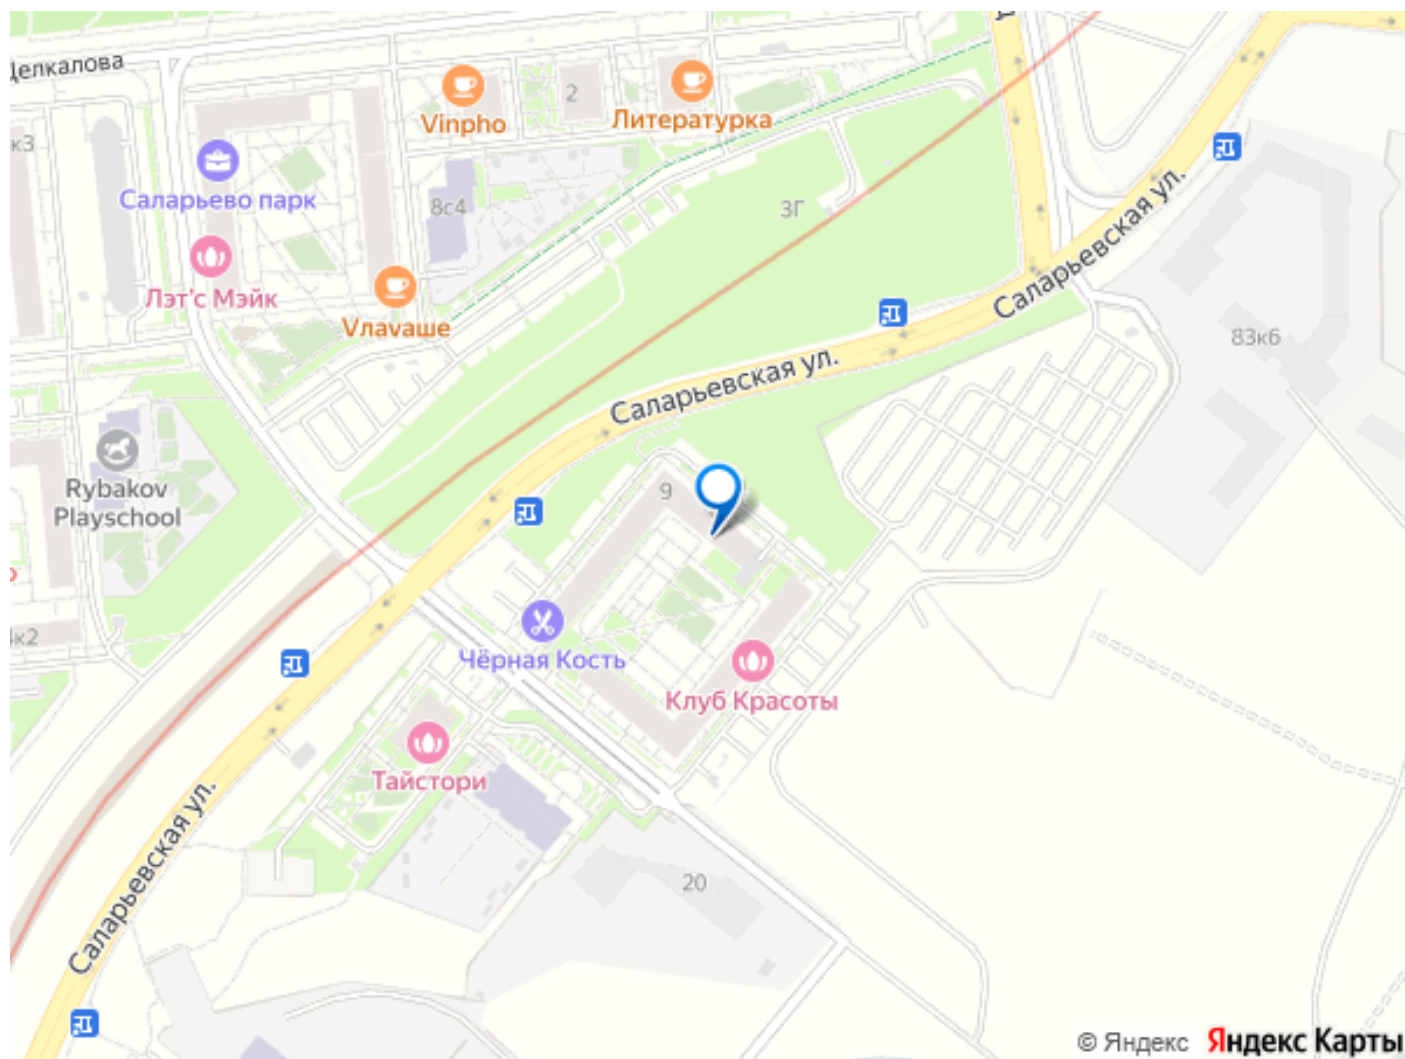 Щелкалова
Vinpho
2
Литературка
к3
Саларьево парк
8с4
3Г
Саларьевская ул.
Лэт'с Мэйк
Vлаvаше
83к6
Саларьевская ул.
Rybakov
Playschool
9
к2
Чёрная Кость
Клуб Красоты
Тайстори
Саларьевская ул.
20
© Яндекс Яндекс Карты